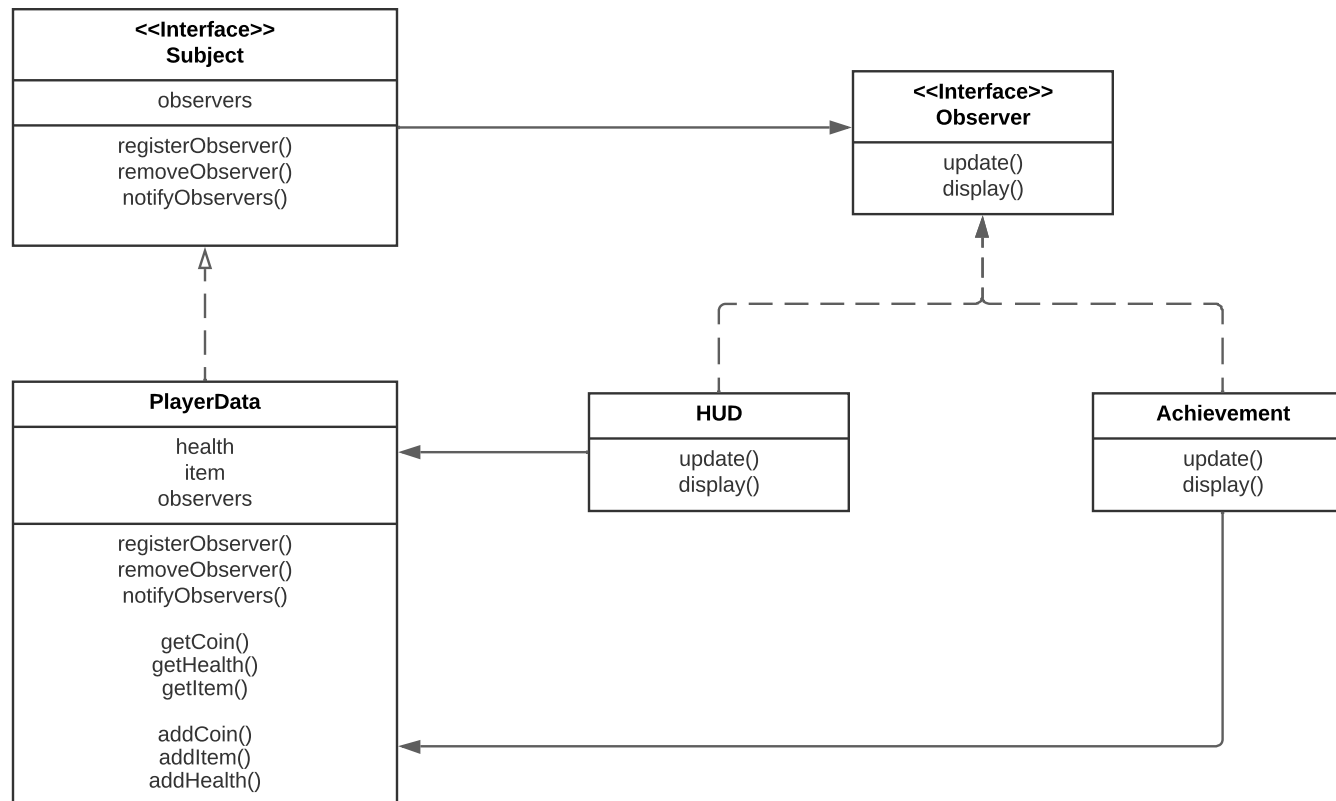 <<Interface>>
Subject
observers
registerObserver()
removeObserver()
notifyObservers()
<<Interface>>
Observer
update()
display()
PlayerData
health
item
observers
registerObserver()
removeObserver()
notifyObservers()
getCoin()
getHealth()
getItem()
addCoin()
addItem()
addHealth()
HUD
update()
display()
Achievement
update()
display()